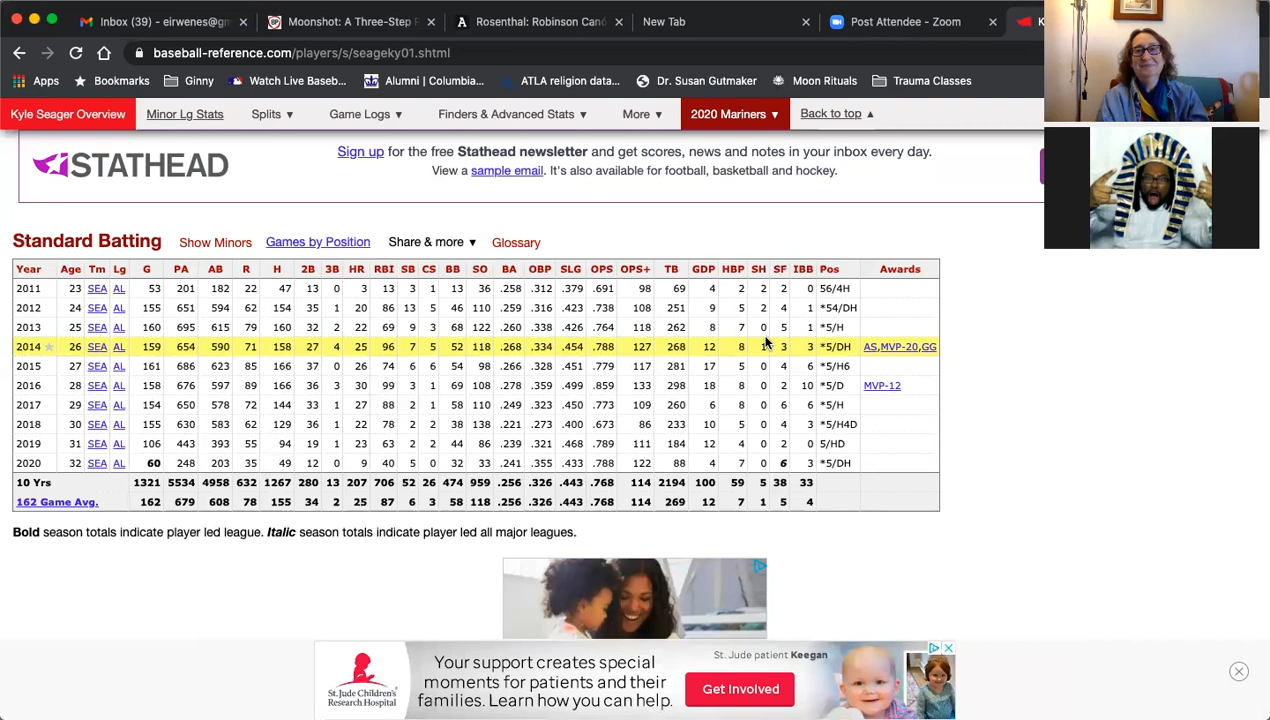 Inbox (39) - eirwenes@gm
Moonshot: A Three-Step R
Rosenthal: Robinson Canó
New Tab
Post Attendee - Zoom
K
baseball-reference.com/players/s/seageky01.shtml
Apps
Bookmarks
Ginny
Watch Live Baseb...
Alumni | Columbia...
ATLA religion data...
Dr. Susan Gutmaker
Moon Rituals
Trauma Classes
Kyle Seager Overview
Minor Lg Stats
Splits ▼
Game Logs ▼
Finders & Advanced Stats ▼
More ▼
2020 Mariners ▼
Back to top ▲
STATHEAD
Sign up for the free Stathead newsletter and get scores, news and notes in your inbox every day.
View a sample email. It's also available for football, baseball and hockey.
Standard Batting Show Minors Games by Position Share & more ▼ Glossary
Year Age Tm Lg G PA AB R H 2B 3B HR RBI SB CS BB SO BA OBP SLG OPS OPS+ TB GDP HBP SH SF IBB Pos Awards
2011 23 SEA AL 53 201 182 22 47 13 0 3 13 3 1 13 36 .258 .312 .379 .691 98 69 4 2 2 2 0 56/4H
2012 24 SEA AL 155 651 594 62 154 35 1 20 86 13 5 46 110 .259 .316 .423 .738 108 251 9 5 2 4 1 *54/DH
2013 25 SEA AL 160 695 615 79 160 32 2 22 69 9 3 68 122 .260 .338 .426 .764 118 262 8 7 0 5 1 *5/H
2014 ★ 26 SEA AL 159 654 590 71 158 27 4 25 96 7 5 52 118 .268 .334 .454 .788 127 268 12 8 1 3 3 *5/DH AS,MVP-20,GG
2015 27 SEA AL 161 686 623 85 166 37 0 26 74 6 6 54 98 .266 .328 .451 .779 117 281 17 5 0 4 6 *5/H6
2016 28 SEA AL 158 676 597 89 166 36 3 30 99 3 1 69 108 .278 .359 .499 .859 133 298 18 8 0 2 10 *5/D MVP-12
2017 29 SEA AL 154 650 578 72 144 33 1 27 88 2 1 58 110 .249 .323 .450 .773 109 260 6 8 0 6 6 *5/H
2018 30 SEA AL 155 630 583 62 129 36 1 22 78 2 2 38 138 .221 .273 .400 .673 86 233 10 5 0 4 3 *5/H4D
2019 31 SEA AL 106 443 393 55 94 19 1 23 63 2 2 44 86 .239 .321 .468 .789 111 184 12 4 0 2 0 5/HD
2020 32 SEA AL 60 248 203 35 49 12 0 9 40 5 0 32 33 .241 .355 .433 .788 122 88 4 7 0 6 3 *5/DH
10 Yrs 1321 5534 4958 632 1267 280 13 207 706 52 26 474 959 .256 .326 .443 .768 114 2194 100 59 5 38 33
162 Game Avg. 162 679 608 78 155 34 2 25 87 6 3 58 118 .256 .326 .443 .768 114 269 12 7 1 5 4
Bold season totals indicate player led league. Italic season totals indicate player led all major leagues.
St. Jude Children's
Research Hospital
Your support creates special
moments for patients and their
families. Learn how you can help.
St. Jude patient Keegan
Get Involved